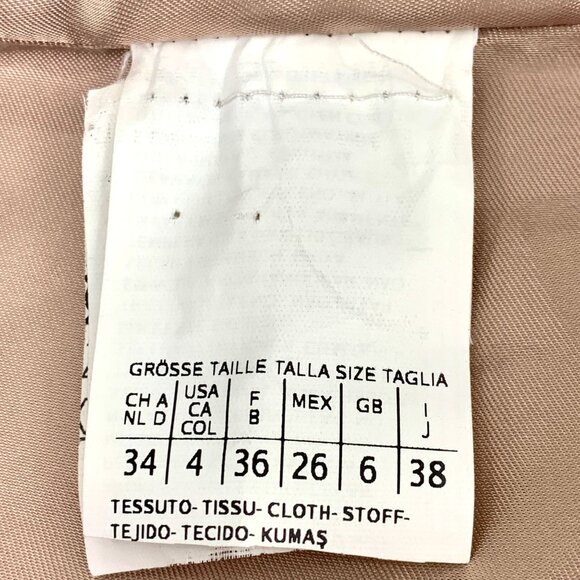 GRÖSSE TAILLE TALLA SIZE TAGLIA
CH A USA F MEX GB I
NL D CA B J
COL
34 4 36 26 6 38
TESSUTO- TISSU- CLOTH- STOFF-
TEJIDO- TECIDO- KUMAŞ